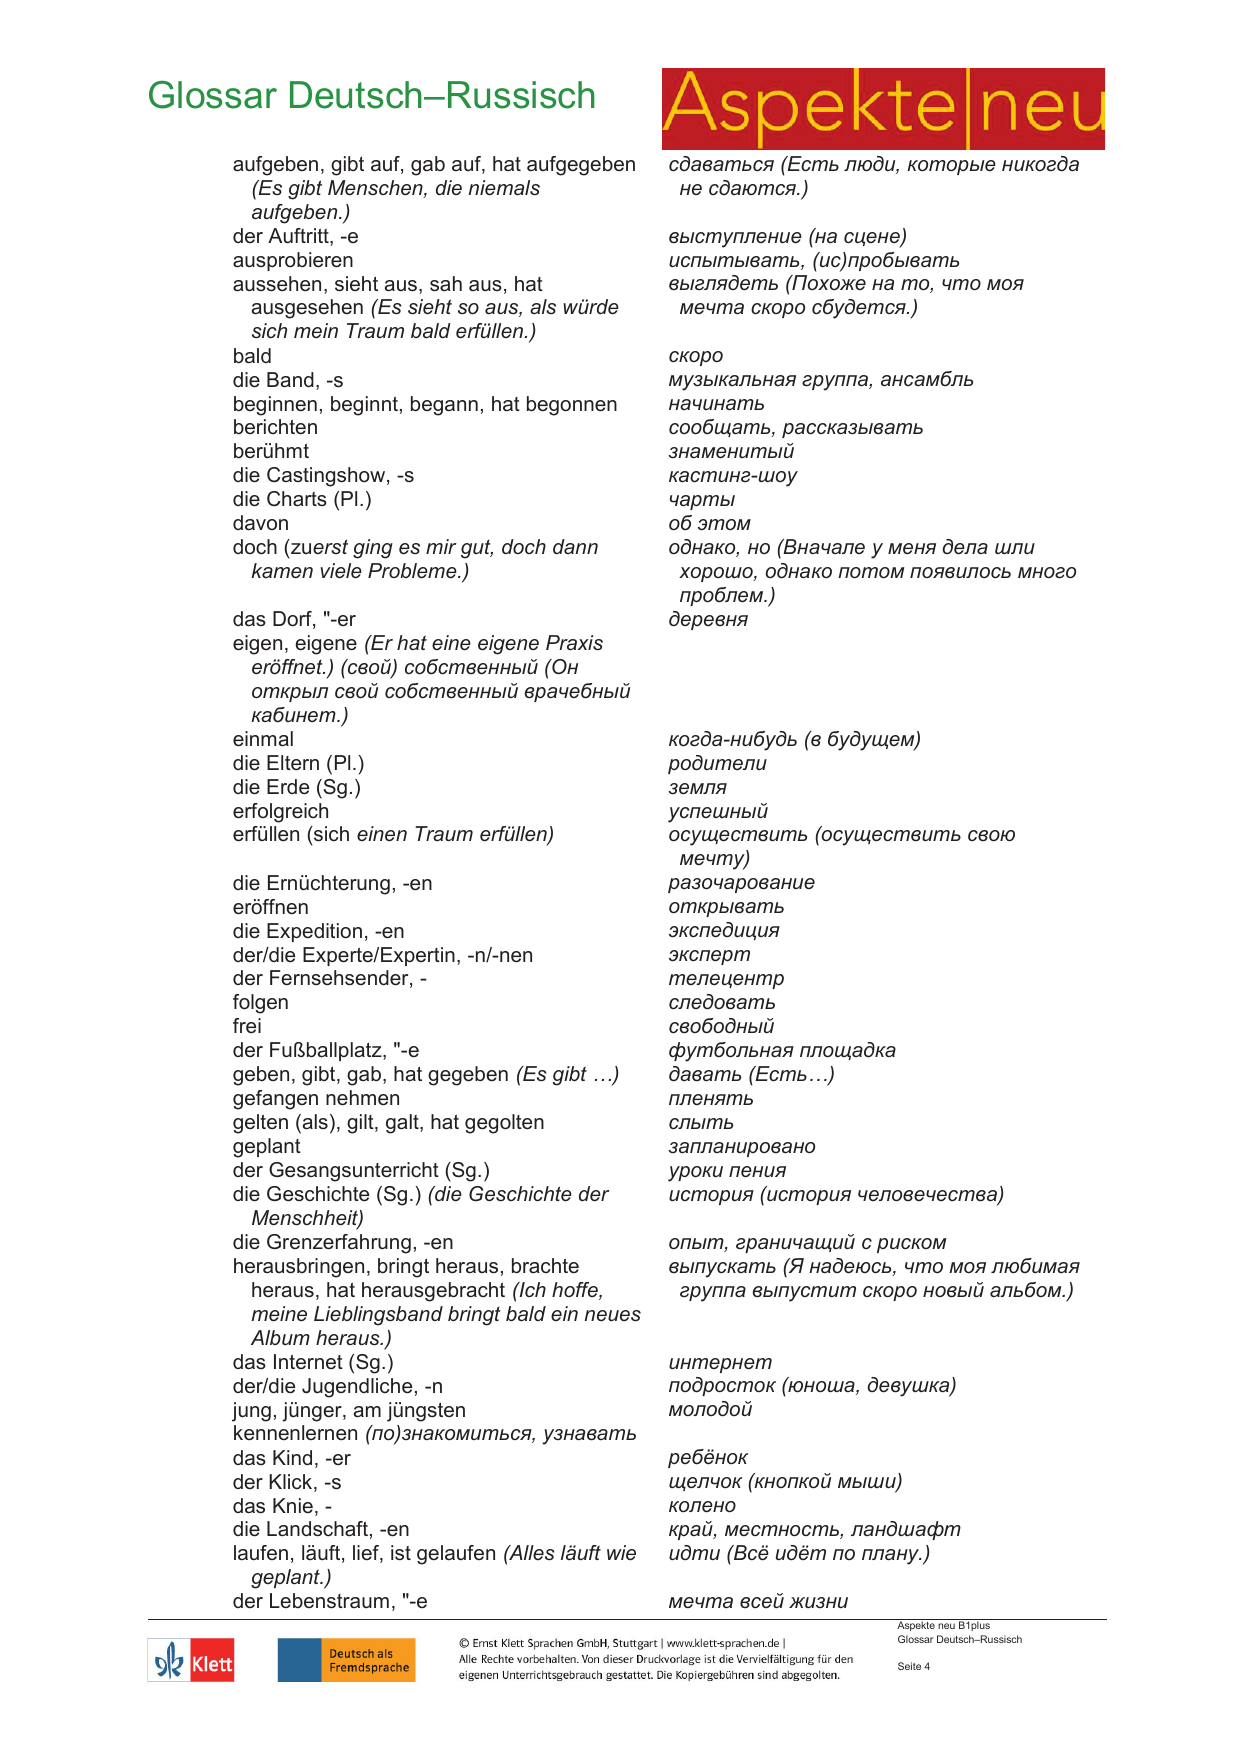 Glossar Deutsch–Russisch
Aspekte|neu
aufgeben, gibt auf, gab auf, hat aufgegeben сдаваться (Есть люди, которые никогда
(Es gibt Menschen, die niemals не сдаются.)
aufgeben.)
der Auftritt, -e выступление (на сцене)
ausprobieren испытывать, (ис)пробывать
aussehen, sieht aus, sah aus, hat выглядеть (Похоже на то, что моя
ausgesehen (Es sieht so aus, als würde мечта скоро сбудется.)
sich mein Traum bald erfüllen.)
bald скоро
die Band, -s музыкальная группа, ансамбль
beginnen, beginnt, begann, hat begonnen начинать
berichten сообщать, рассказывать
berühmt знаменитый
die Castingshow, -s кастинг-шоу
die Charts (Pl.) чарты
davon об этом
doch (zuerst ging es mir gut, doch dann однако, но (Вначале у меня дела шли
kamen viele Probleme.) хорошо, однако потом появилось много
проблем.)
das Dorf, "-er деревня
eigen, eigene (Er hat eine eigene Praxis
eröffnet.) (свой) собственный (Он
открыл свой собственный врачебный
кабинет.)
einmal когда-нибудь (в будущем)
die Eltern (Pl.) родители
die Erde (Sg.) земля
erfolgreich успешный
erfüllen (sich einen Traum erfüllen) осуществить (осуществить свою
мечту)
die Ernüchterung, -en разочарование
eröffnen открывать
die Expedition, -en экспедиция
der/die Experte/Expertin, -n/-nen эксперт
der Fernsehsender, - телецентр
folgen следовать
frei свободный
der Fußballplatz, "-e футбольная площадка
geben, gibt, gab, hat gegeben (Es gibt …) давать (Есть…)
gefangen nehmen пленять
gelten (als), gilt, galt, hat gegolten слыть
geplant запланировано
der Gesangsunterricht (Sg.) уроки пения
die Geschichte (Sg.) (die Geschichte der история (история человечества)
Menschheit)
die Grenzerfahrung, -en опыт, граничащий с риском
herausbringen, bringt heraus, brachte выпускать (Я надеюсь, что моя любимая
heraus, hat herausgebracht (Ich hoffe, группа выпустит скоро новый альбом.)
meine Lieblingsband bringt bald ein neues
Album heraus.)
das Internet (Sg.) интернет
der/die Jugendliche, -n подросток (юноша, девушка)
jung, jünger, am jüngsten молодой
kennenlernen (по)знакомиться, узнавать
das Kind, -er ребёнок
der Klick, -s щелчок (кнопкой мыши)
das Knie, - колено
die Landschaft, -en край, местность, ландшафт
laufen, läuft, lief, ist gelaufen (Alles läuft wie идти (Всё идёт по плану.)
geplant.)
der Lebenstraum, "-e мечта всей жизни
Klett
Deutsch als
Fremdsprache
© Ernst Klett Sprachen GmbH, Stuttgart | www.klett-sprachen.de |
Alle Rechte vorbehalten. Von dieser Druckvorlage ist die Vervielfältigung für den
eigenen Unterrichtsgebrauch gestattet. Die Kopiergebühren sind abgegolten.
Aspekte neu B1plus
Glossar Deutsch–Russisch
Seite 4